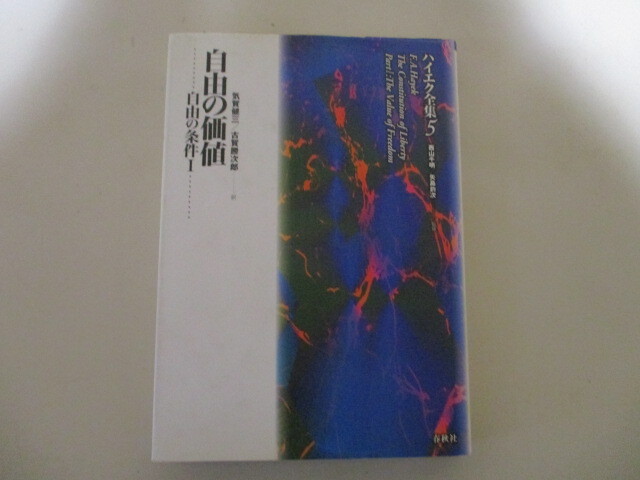 ハイエク全集5
F.A.Hayek
The Constitution of Liberty
Part I: The Value of Freedom
自由の価値
自由の条件I
気賀健三 古賀勝次郎
春秋社